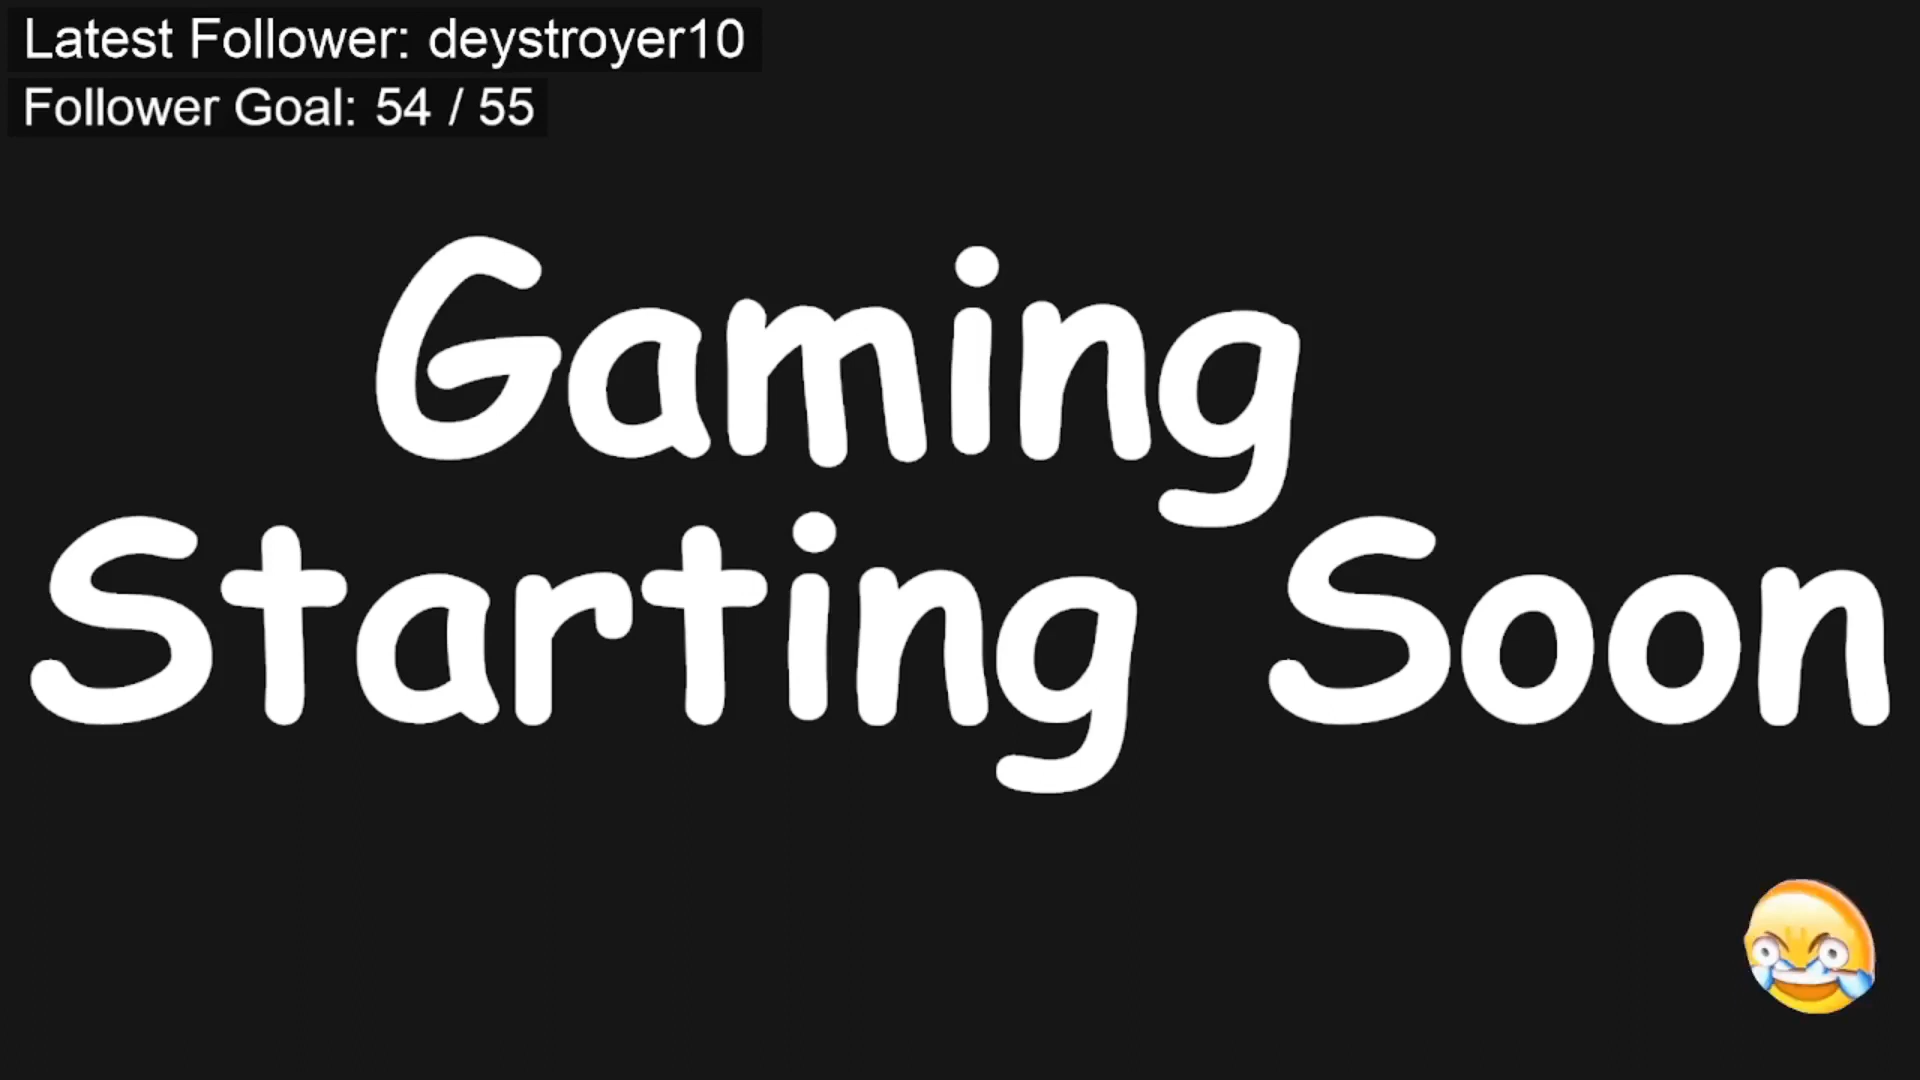 Latest Follower: deystroyer10
Follower Goal: 54 / 55
Gaming
Starting Soon